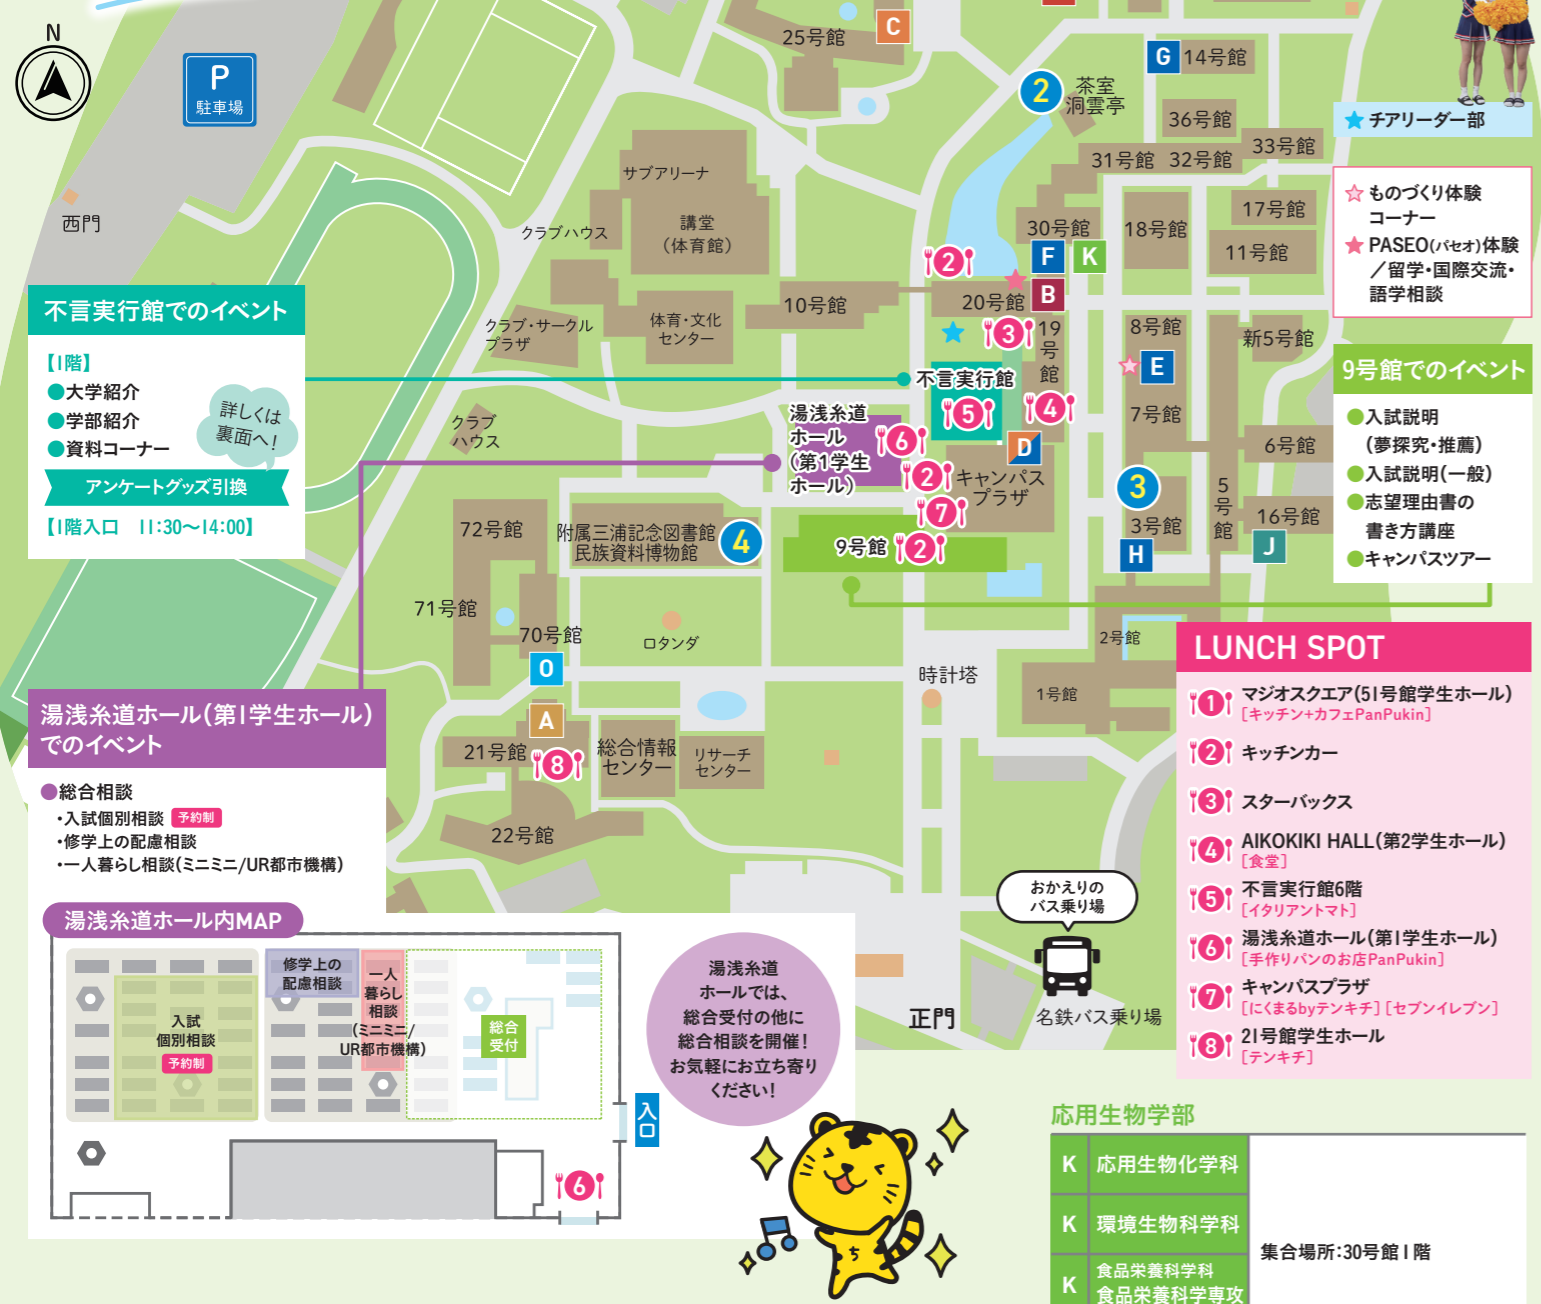 N
P
駐車場
西門
25号館
C
G
14号館
2
茶室
洞雲亭
36号館
33号館
31号館
32号館
チアリーダー部
サブアリーナ
講堂
(体育館)
クラブハウス
30号館
18号館
17号館
11号館
F
K
2
10号館
20号館
B
体育・文化
センター
クラブ・サークル
プラザ
3
19
号
館
8号館
新5号館
E
ものづくり体験
コーナー
PASEO(パセオ)体験
/留学・国際交流・
語学相談
不言実行館でのイベント
【1階】
●大学紹介
●学部紹介
●資料コーナー
詳しくは
裏面へ!
アンケートグッズ引換
【1階入口 11:30〜14:00】
クラブ
ハウス
不言実行館
5
4
7号館
6号館
湯浅糸道
ホール
(第1学生
ホール)
6
D
2
キャンパス
プラザ
7
3
3号館
H
5
号
館
16号館
J
9号館でのイベント
●入試説明
(夢探究・推薦)
●入試説明(一般)
●志望理由書の
書き方講座
●キャンパスツアー
72号館
附属三浦記念図書館
民族資料博物館
4
9号館
2
71号館
70号館
O
ロタンダ
時計塔
2号館
1号館
A
21号館
8
総合情報
センター
リサーチ
センター
22号館
湯浅糸道ホール(第1学生ホール)
でのイベント
●総合相談
・入試個別相談 予約制
・修学上の配慮相談
・一人暮らし相談(ミニミニ/UR都市機構)
湯浅糸道ホール内MAP
入試
個別相談
予約制
修学上の
配慮相談
一人
暮らし
相談
(ミニミニ/
UR都市機構)
総合
受付
入口
6
湯浅糸道
ホールでは、
総合受付の他に
総合相談を開催!
お気軽にお立ち寄り
ください!
ち
おかえりの
バス乗り場
正門
名鉄バス乗り場
LUNCH SPOT
1 マジオスクエア(51号館学生ホール)
[キッチン+カフェPanPukin]
2 キッチンカー
3 スターバックス
4 AIKOKIKI HALL(第2学生ホール)
[食堂]
5 不言実行館6階
[イタリアントマト]
6 湯浅糸道ホール(第1学生ホール)
[手作りパンのお店PanPukin]
7 キャンパスプラザ
[にくまるbyテンキチ][セブンイレブン]
8 21号館学生ホール
[テンキチ]
応用生物学部
K 応用生物化学科
K 環境生物科学科
K 食品栄養科学科
食品栄養科学専攻
集合場所:30号館1階